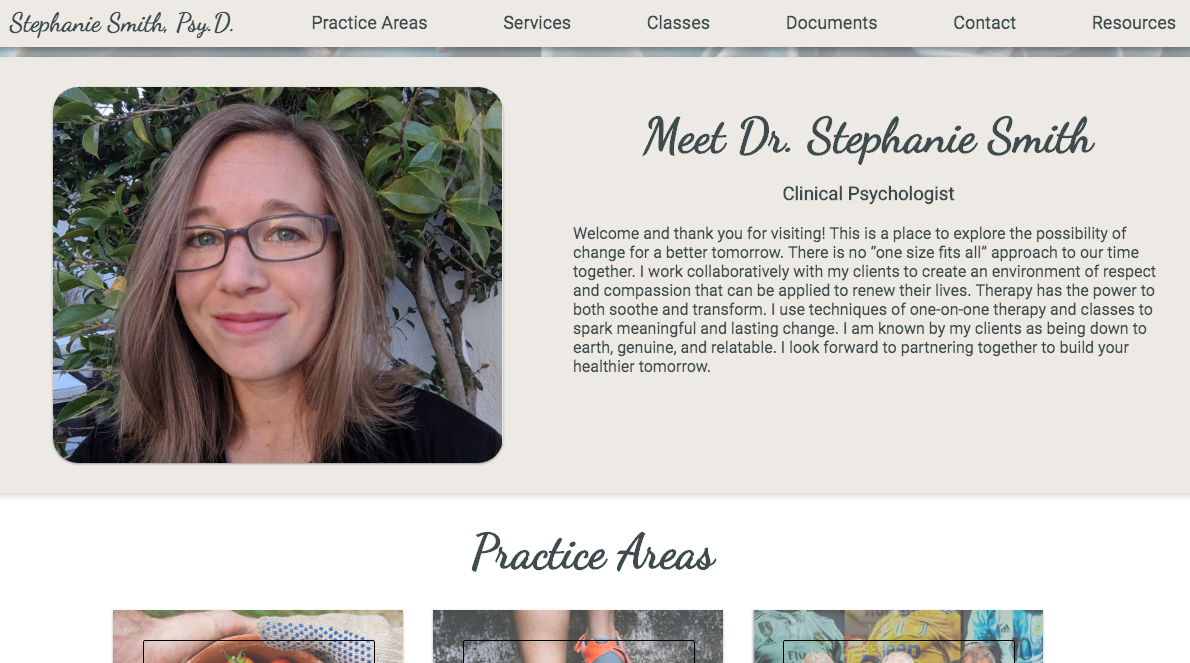 Stephanie Smith, Psy.D. Practice Areas Services Classes Documents Contact Resources
Meet Dr. Stephanie Smith
Clinical Psychologist
Welcome and thank you for visiting! This is a place to explore the possibility of
change for a better tomorrow. There is no “one size fits all” approach to our time
together. I work collaboratively with my clients to create an environment of respect
and compassion that can be applied to renew their lives. Therapy has the power to
both soothe and transform. I use techniques of one-on-one therapy and classes to
spark meaningful and lasting change. I am known by my clients as being down to
earth, genuine, and relatable. I look forward to partnering together to build your
healthier tomorrow.
Practice Areas
Jeep